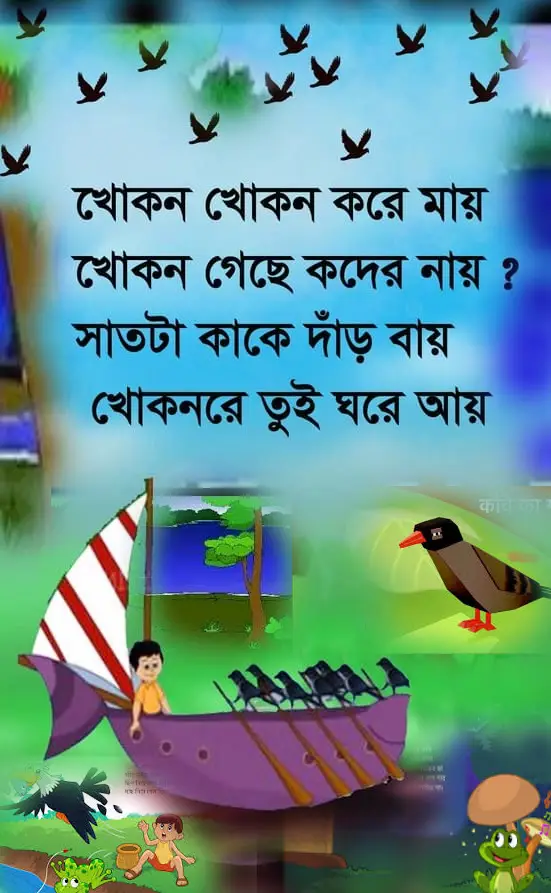 খোকন খোকন করে মায়
খোকন গেছে কদের নায় ?
সাতটা কাকে দাঁড় বায়
খোকনরে তুই ঘরে আয়